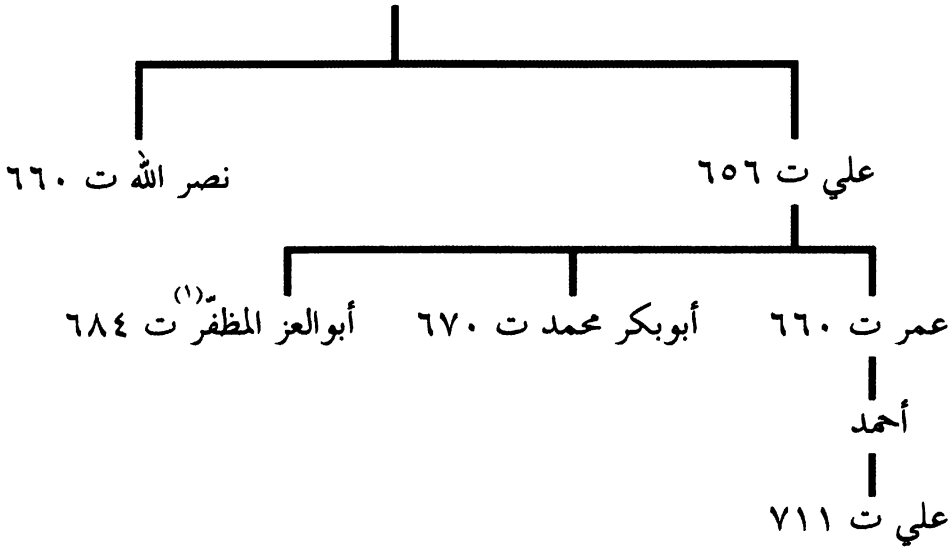 علي ت ٦٥٦ نصر الله ت ٦٦٠
عمر ت ٦٦٠ أبوبكر محمد ت ٦٧٠ أبوالعز المظفّر(١) ت ٦٨٤
أحمد
علي ت ٧١١